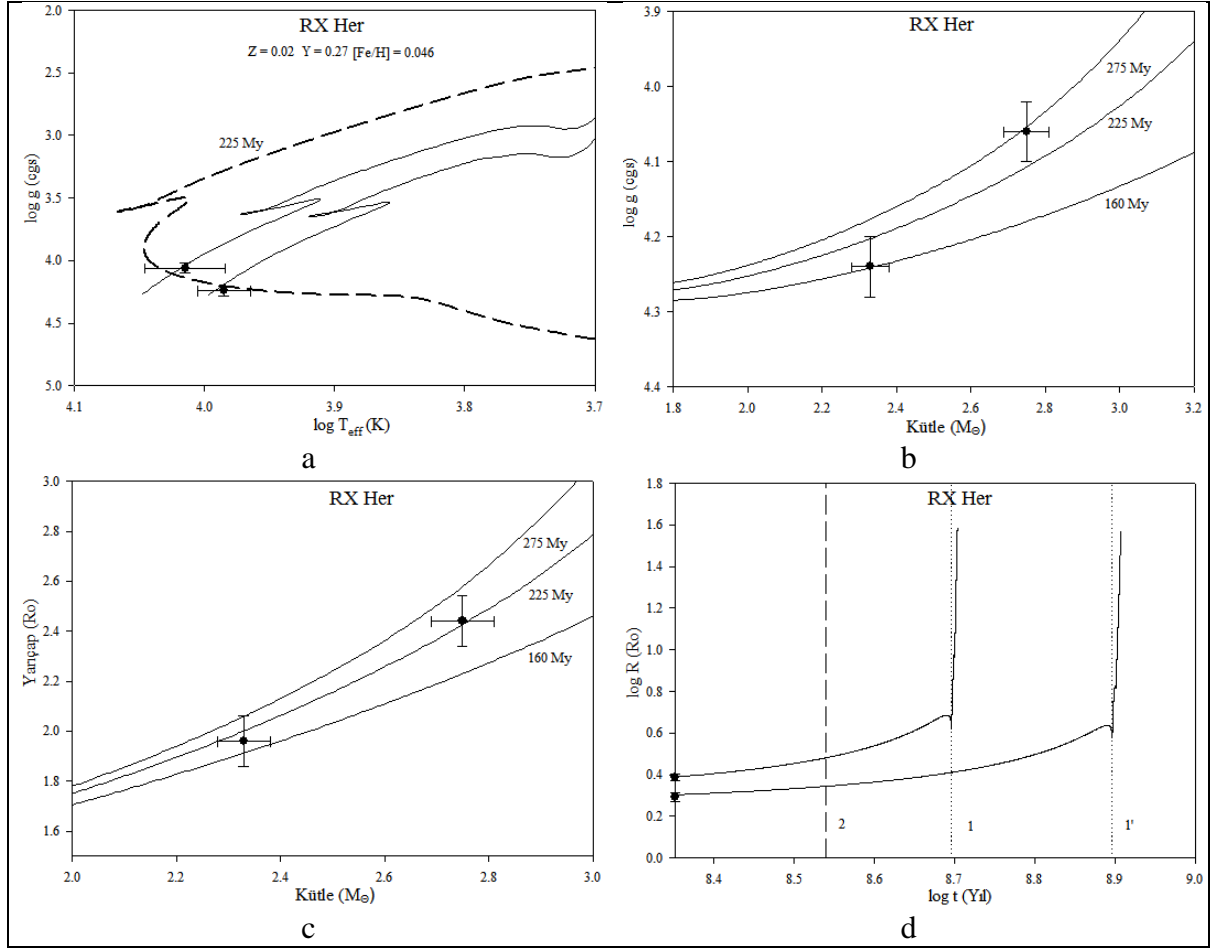 RX Her
Z = 0.02 Y = 0.27 [Fe/H] = 0.046
225 My
log g (cgs)
2.0
2.5
3.0
3.5
4.0
4.5
5.0
4.1
4.0
3.9
3.8
3.7
log T_eff (K)
a
RX Her
275 My
225 My
160 My
log g (cgs)
3.9
4.0
4.1
4.2
4.3
4.4
1.8
2.0
2.2
2.4
2.6
2.8
3.0
3.2
Kütle (M⊙)
b
RX Her
275 My
225 My
160 My
Yarıçap (Ro)
3.0
2.8
2.6
2.4
2.2
2.0
1.8
1.6
2.0
2.2
2.4
2.6
2.8
3.0
Kütle (M⊙)
c
RX Her
log R (Ro)
1.8
1.6
1.4
1.2
1.0
0.8
0.6
0.4
0.2
0.0
2
1
1'
8.4
8.5
8.6
8.7
8.8
8.9
9.0
log t (Yıl)
d